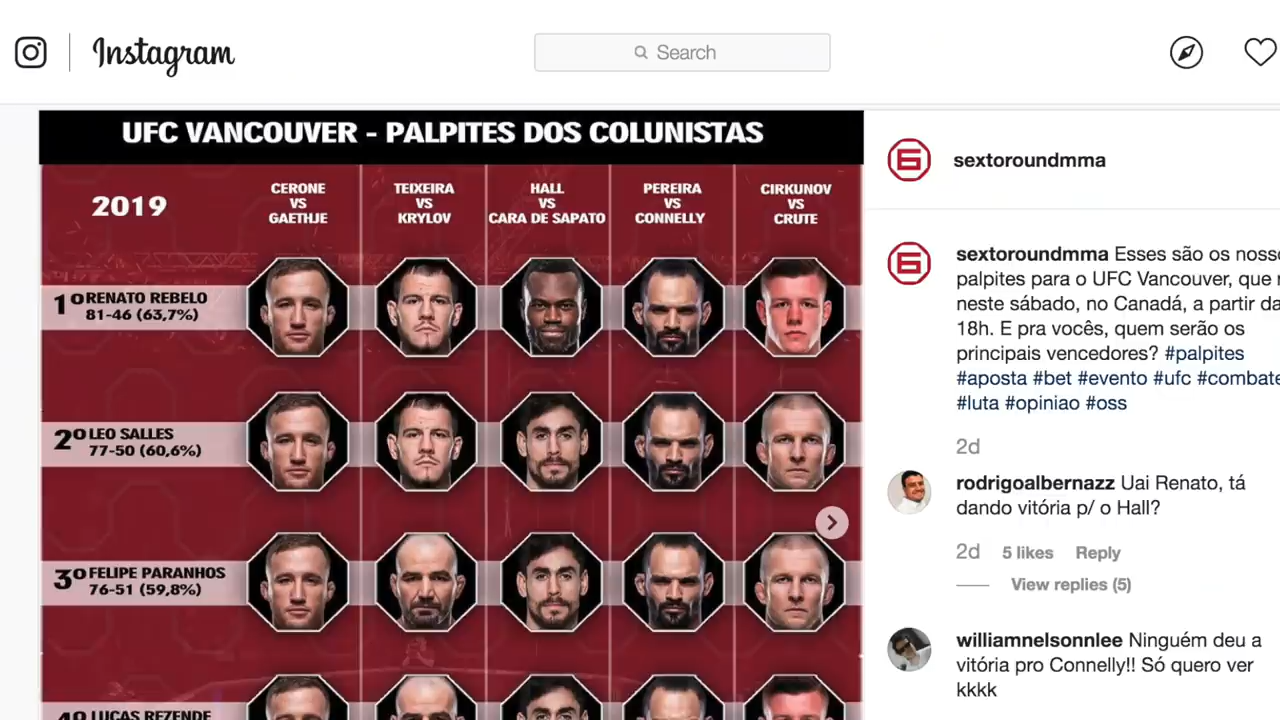 Instagram
Search
UFC VANCOUVER - PALPITES DOS COLUNISTAS
2019
CERONE
VS
GAETHJE
TEIXEIRA
VS
KRYLOV
HALL
VS
CARA DE SAPATO
PEREIRA
VS
CONNELLY
CIRKUNOV
VS
CRUTE
1º RENATO REBELO
81-46 (63,7%)
2º LEO SALLES
77-50 (60,6%)
3º FELIPE PARANHOS
76-51 (59,8%)
4º LUCAS REZENDE
sextoroundmma
sextoroundmma Esses são os nosso
palpites para o UFC Vancouver, que
neste sábado, no Canadá, a partir da
18h. E pra vocês, quem serão os
principais vencedores? #palpites
#aposta #bet #evento #ufc #combate
#luta #opiniao #oss
2d
rodrigoalbernazz Uai Renato, tá
dando vitória p/ o Hall?
2d 5 likes Reply
View replies (5)
williamnelsonnlee Ninguém deu a
vitória pro Connelly!! Só quero ver
kkkk